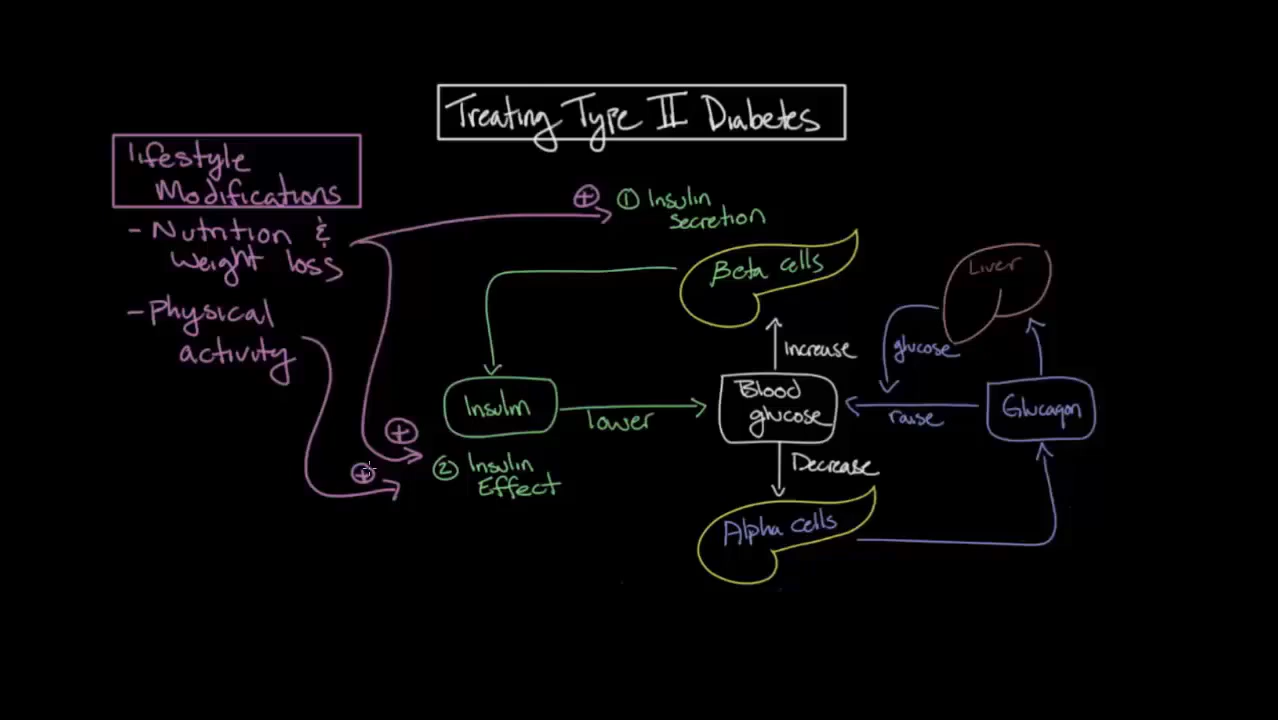 Treating Type II Diabetes
lifestyle
Modifications
- Nutrition &
Weight loss
- Physical
activity
+
① Insulin
secretion
Beta cells
Liver
Increase
glucose
Insulin
lower
Blood
glucose
raise
Glucagon
+
+
② Insulin
Effect
Decrease
Alpha cells